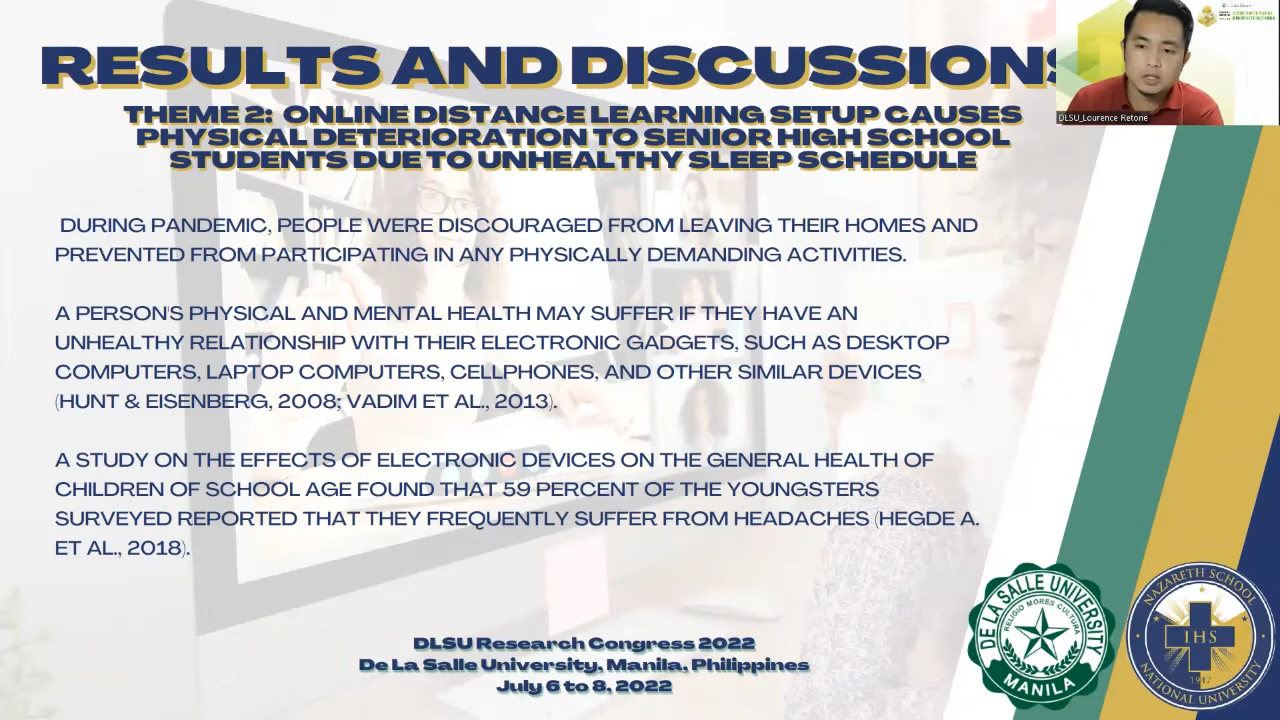 RESULTS AND DISCUSSIONS
THEME 2: ONLINE DISTANCE LEARNING SETUP CAUSES
PHYSICAL DETERIORATION TO SENIOR HIGH SCHOOL
STUDENTS DUE TO UNHEALTHY SLEEP SCHEDULE
DLSU_Lourence Retone
DURING PANDEMIC, PEOPLE WERE DISCOURAGED FROM LEAVING THEIR HOMES AND
PREVENTED FROM PARTICIPATING IN ANY PHYSICALLY DEMANDING ACTIVITIES.
A PERSON'S PHYSICAL AND MENTAL HEALTH MAY SUFFER IF THEY HAVE AN
UNHEALTHY RELATIONSHIP WITH THEIR ELECTRONIC GADGETS, SUCH AS DESKTOP
COMPUTERS, LAPTOP COMPUTERS, CELLPHONES, AND OTHER SIMILAR DEVICES
(HUNT & EISENBERG, 2008; VADIM ET AL., 2013).
A STUDY ON THE EFFECTS OF ELECTRONIC DEVICES ON THE GENERAL HEALTH OF
CHILDREN OF SCHOOL AGE FOUND THAT 59 PERCENT OF THE YOUNGSTERS
SURVEYED REPORTED THAT THEY FREQUENTLY SUFFER FROM HEADACHES (HEGDE A.
ET AL., 2018).
DLSU Research Congress 2022
De La Salle University, Manila, Philippines
July 6 to 8, 2022
DE LA SALLE UNIVERSITY
RELIGIO MORES CULTURA
MANILA
NAZARETH SCHOOL
IHS
1947
NATIONAL UNIVERSITY